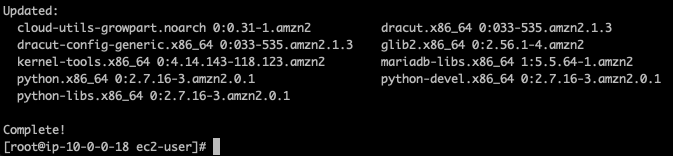 Updated:
cloud-utils-growpart.noarch 0:0.31-1.amzn2 dracut.x86_64 0:033-535.amzn2.1.3
dracut-config-generic.x86_64 0:033-535.amzn2.1.3 glib2.x86_64 0:2.56.1-4.amzn2
kernel-tools.x86_64 0:4.14.143-118.123.amzn2 mariadb-libs.x86_64 1:5.5.64-1.amzn2
python.x86_64 0:2.7.16-3.amzn2.0.1 python-devel.x86_64 0:2.7.16-3.amzn2.0.1
python-libs.x86_64 0:2.7.16-3.amzn2.0.1
Complete!
[root@ip-10-0-0-18 ec2-user]#